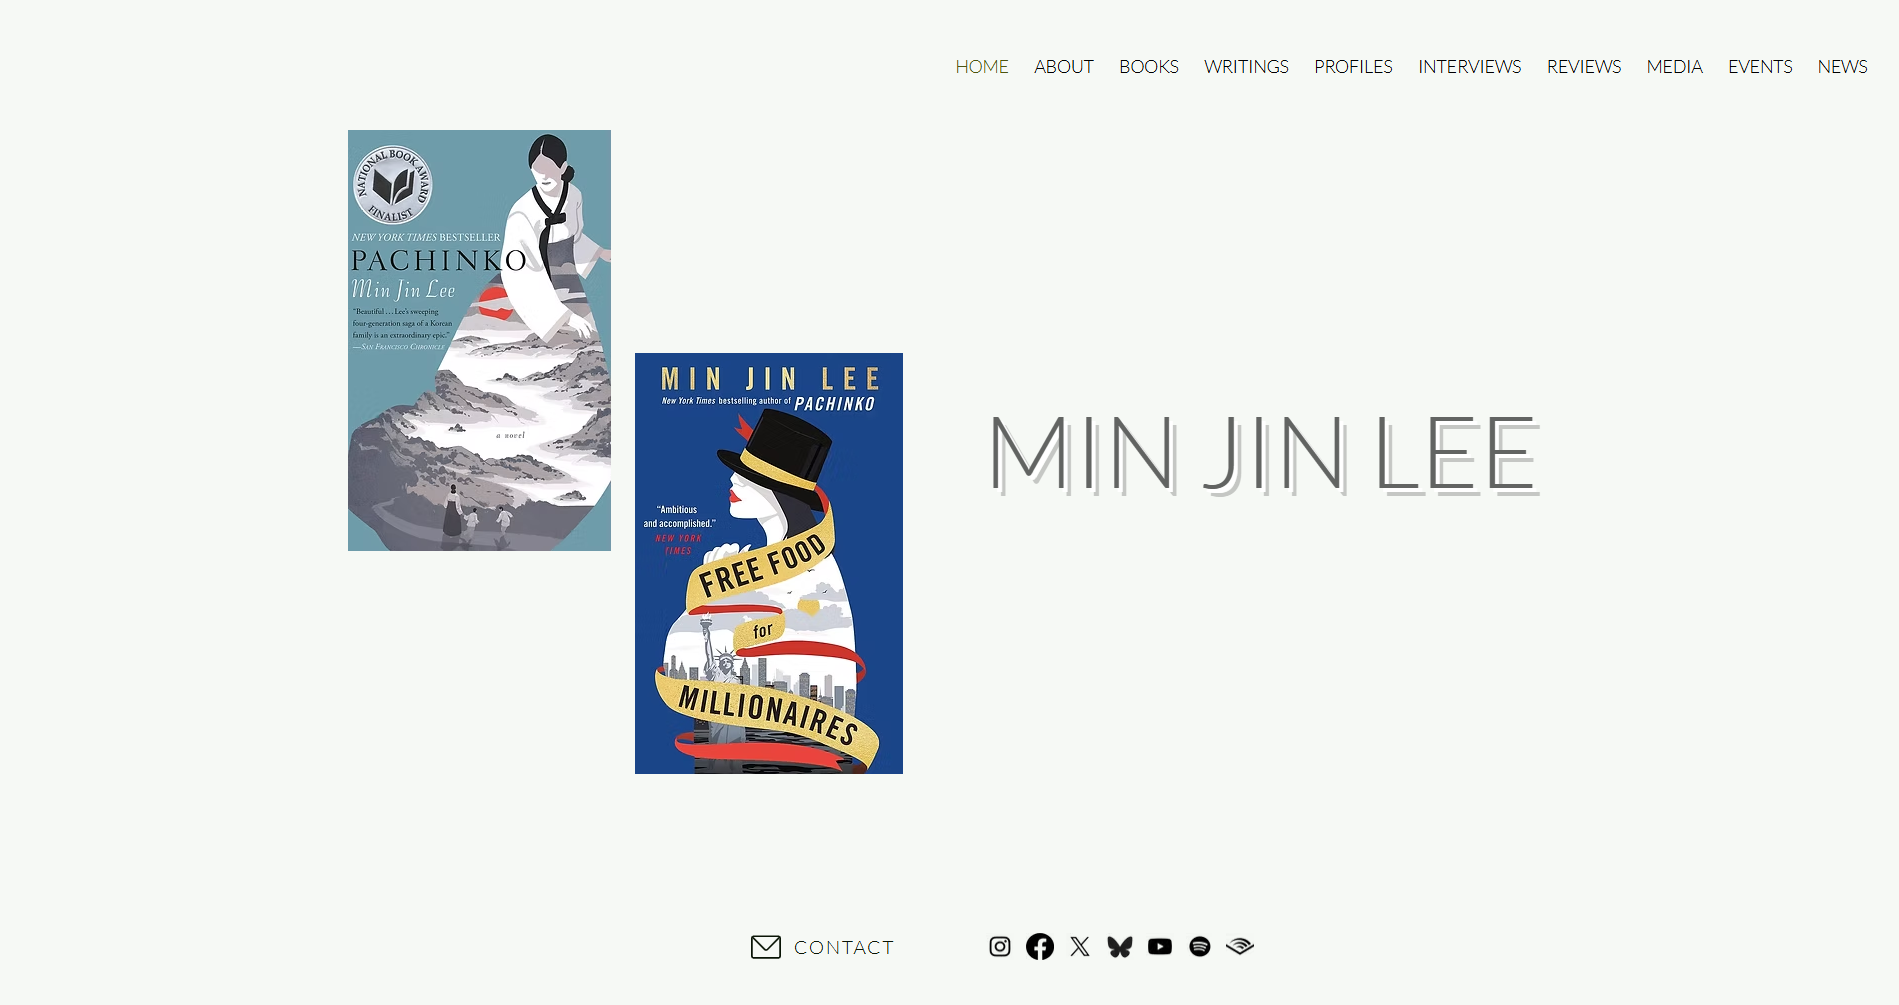 HOME ABOUT BOOKS WRITINGS PROFILES INTERVIEWS REVIEWS MEDIA EVENTS NEWS
NATIONAL BOOK AWARD
FINALIST
NEW YORK TIMES BESTSELLER
PACHINKO
Min Jin Lee
"Beautiful . . . Lee's sweeping
four-generation saga of a Korean
family is an extraordinary epic."
—SAN FRANCISCO CHRONICLE
a novel
MIN JIN LEE
New York Times bestselling author of PACHINKO
“Ambitious
and accomplished.”
NEW YORK
TIMES
FREE FOOD
for
MILLIONAIRES
MIN JIN LEE
CONTACT